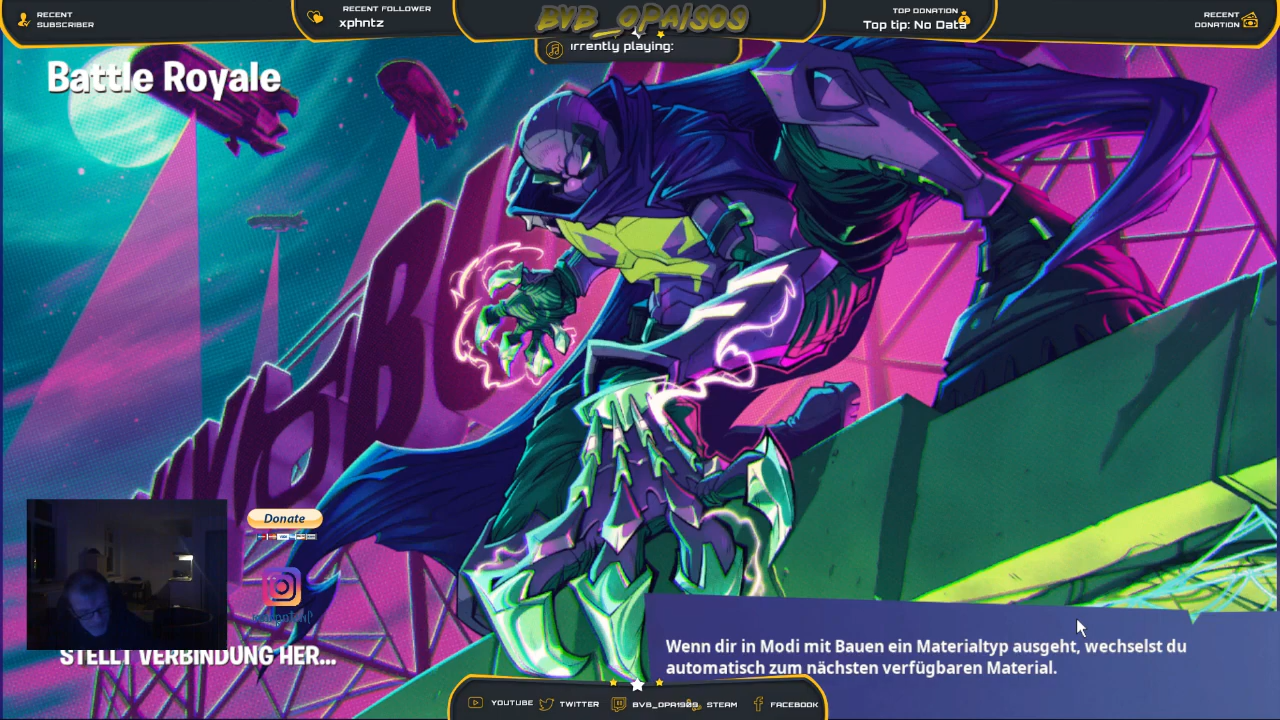 RECENT
SUBSCRIBER
RECENT FOLLOWER
xphntz
BVB_OPA1909
TOP DONATION
Top tip: No Data
RECENT
DONATION
rrently playing:
Battle Royale
Donate
STELLT VERBINDUNG HER...
Wenn dir in Modi mit Bauen ein Materialtyp ausgeht, wechselst du
automatisch zum nächsten verfügbaren Material.
YOUTUBE TWITTER BVB_OPA1909 STEAM FACEBOOK